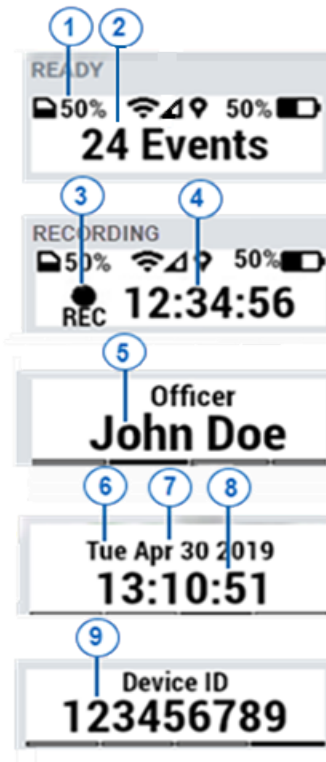 1 2
READY
50% 50%
24 Events
3 4
RECORDING
50% 50%
REC 12:34:56
5
Officer
John Doe
6 7 8
Tue Apr 30 2019
13:10:51
9
Device ID
123456789